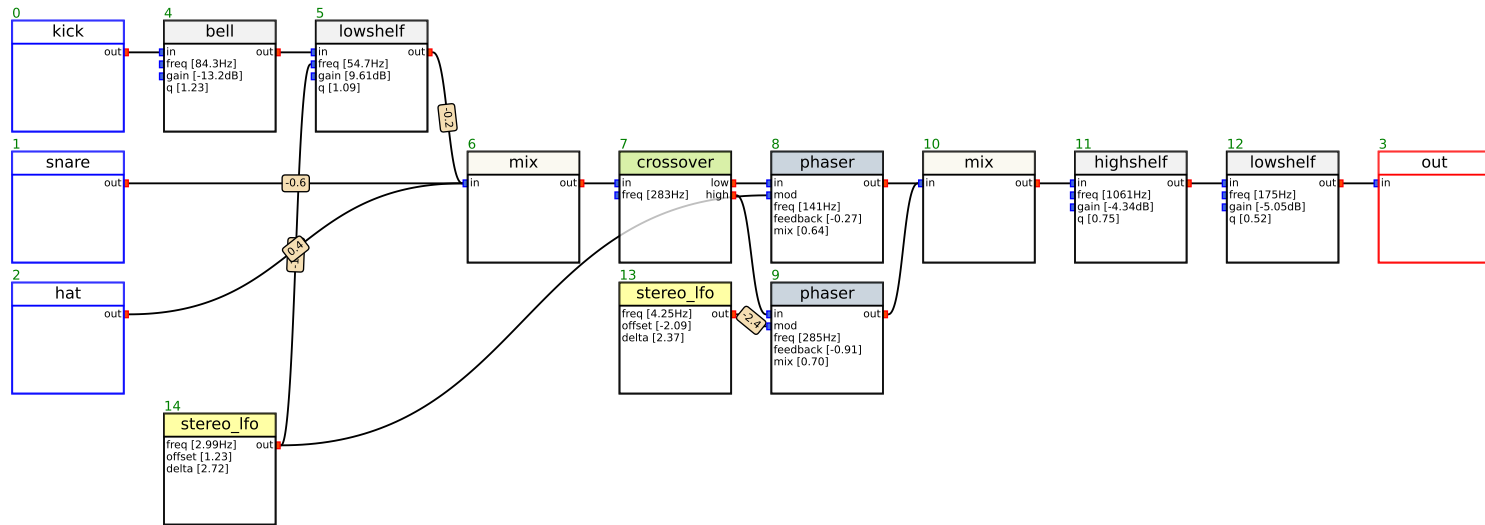 0
kick
out
4
bell
in out
freq [84.3Hz]
gain [-13.2dB]
q [1.23]
5
lowshelf
in out
freq [54.7Hz]
gain [9.61dB]
q [1.09]
-0.2
1
snare
out
-0.6
6
mix
in out
7
crossover
in low
freq [283Hz] high
8
phaser
in out
mod
freq [141Hz]
feedback [-0.27]
mix [0.64]
10
mix
in out
11
highshelf
in out
freq [1061Hz]
gain [-4.34dB]
q [0.75]
12
lowshelf
in out
freq [175Hz]
gain [-5.05dB]
q [0.52]
3
out
in
0.4
2
hat
out
13
stereo_lfo
freq [4.25Hz] out
offset [-2.09]
delta [2.37]
-2.4
9
phaser
in out
mod
freq [285Hz]
feedback [-0.91]
mix [0.70]
14
stereo_lfo
freq [2.99Hz] out
offset [1.23]
delta [2.72]